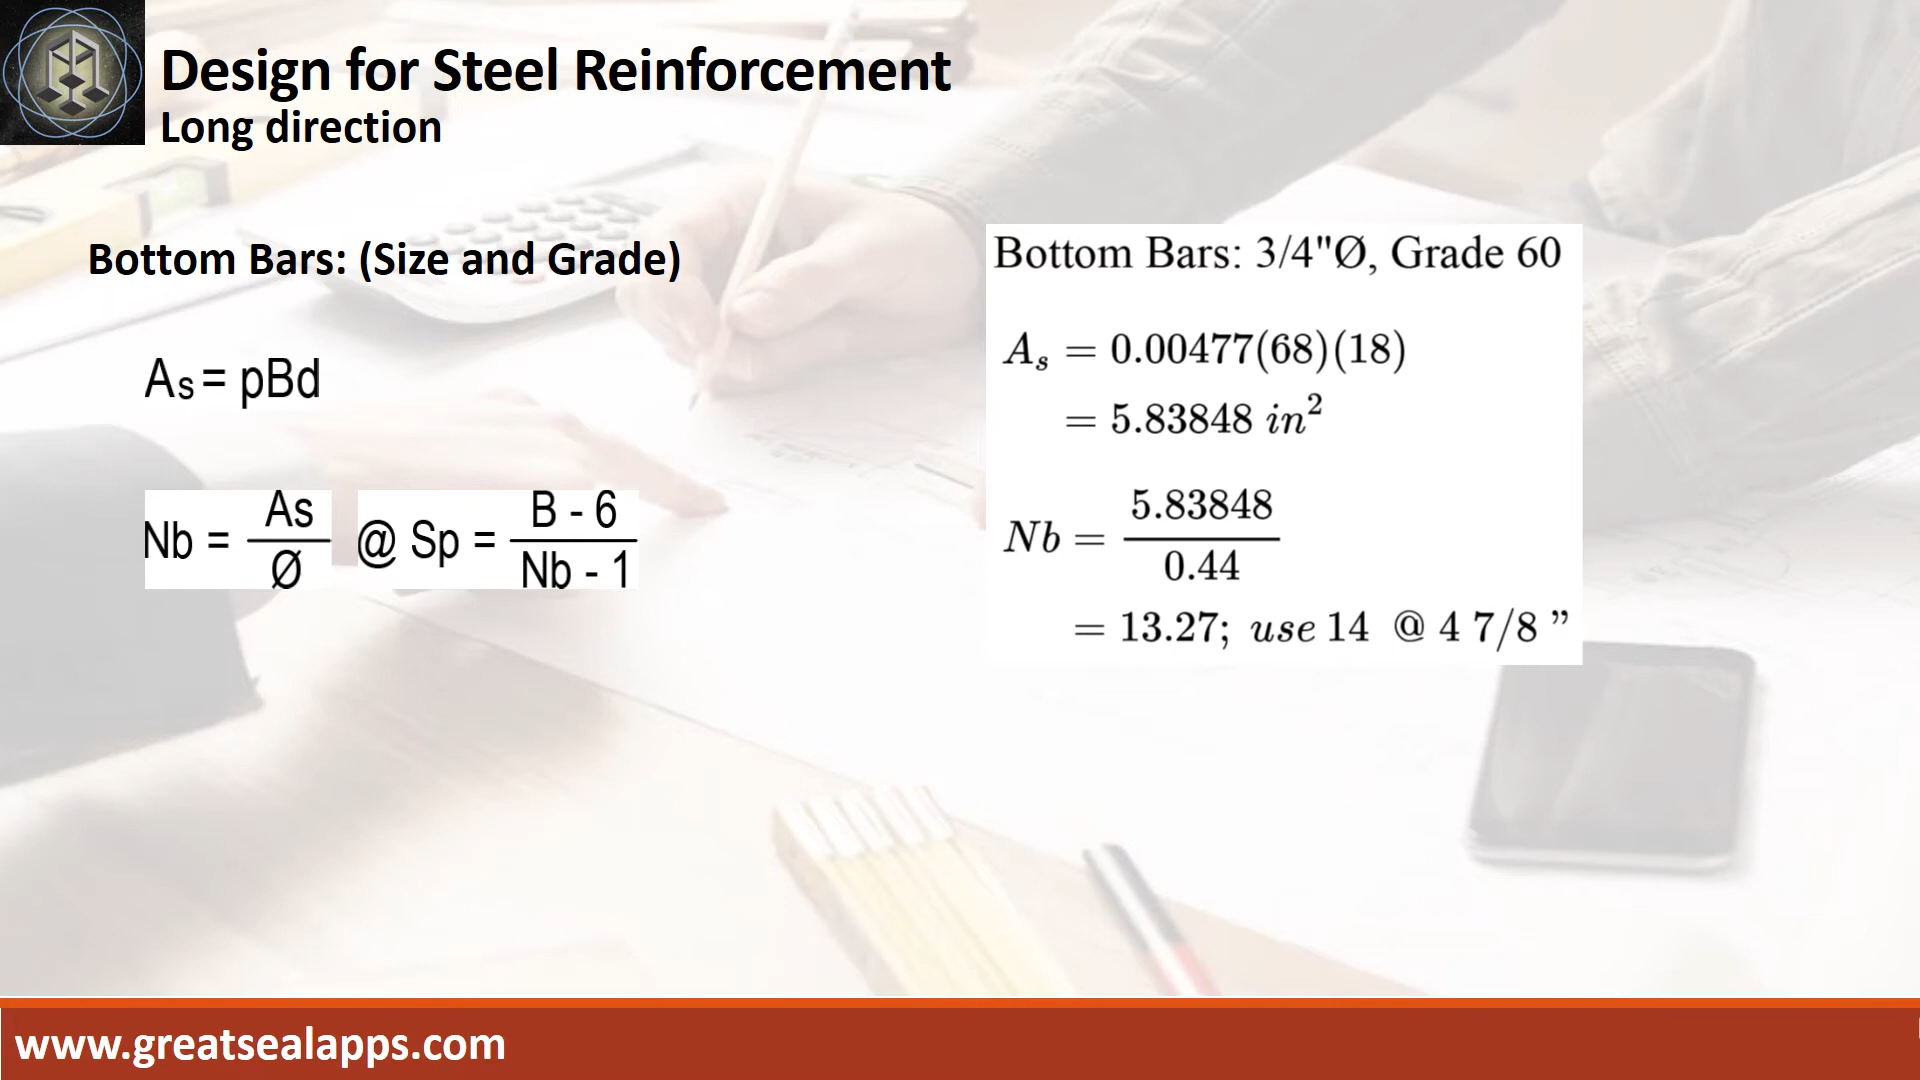 Design for Steel Reinforcement
Long direction
Bottom Bars: (Size and Grade)
As = pBd
Nb = As / Ø @ Sp = B - 6 / Nb - 1
Bottom Bars: 3/4"Ø, Grade 60
As = 0.00477(68)(18)
= 5.83848 in²
Nb = 5.83848 / 0.44
= 13.27; use 14 @ 4 7/8 ”
www.greatsealapps.com